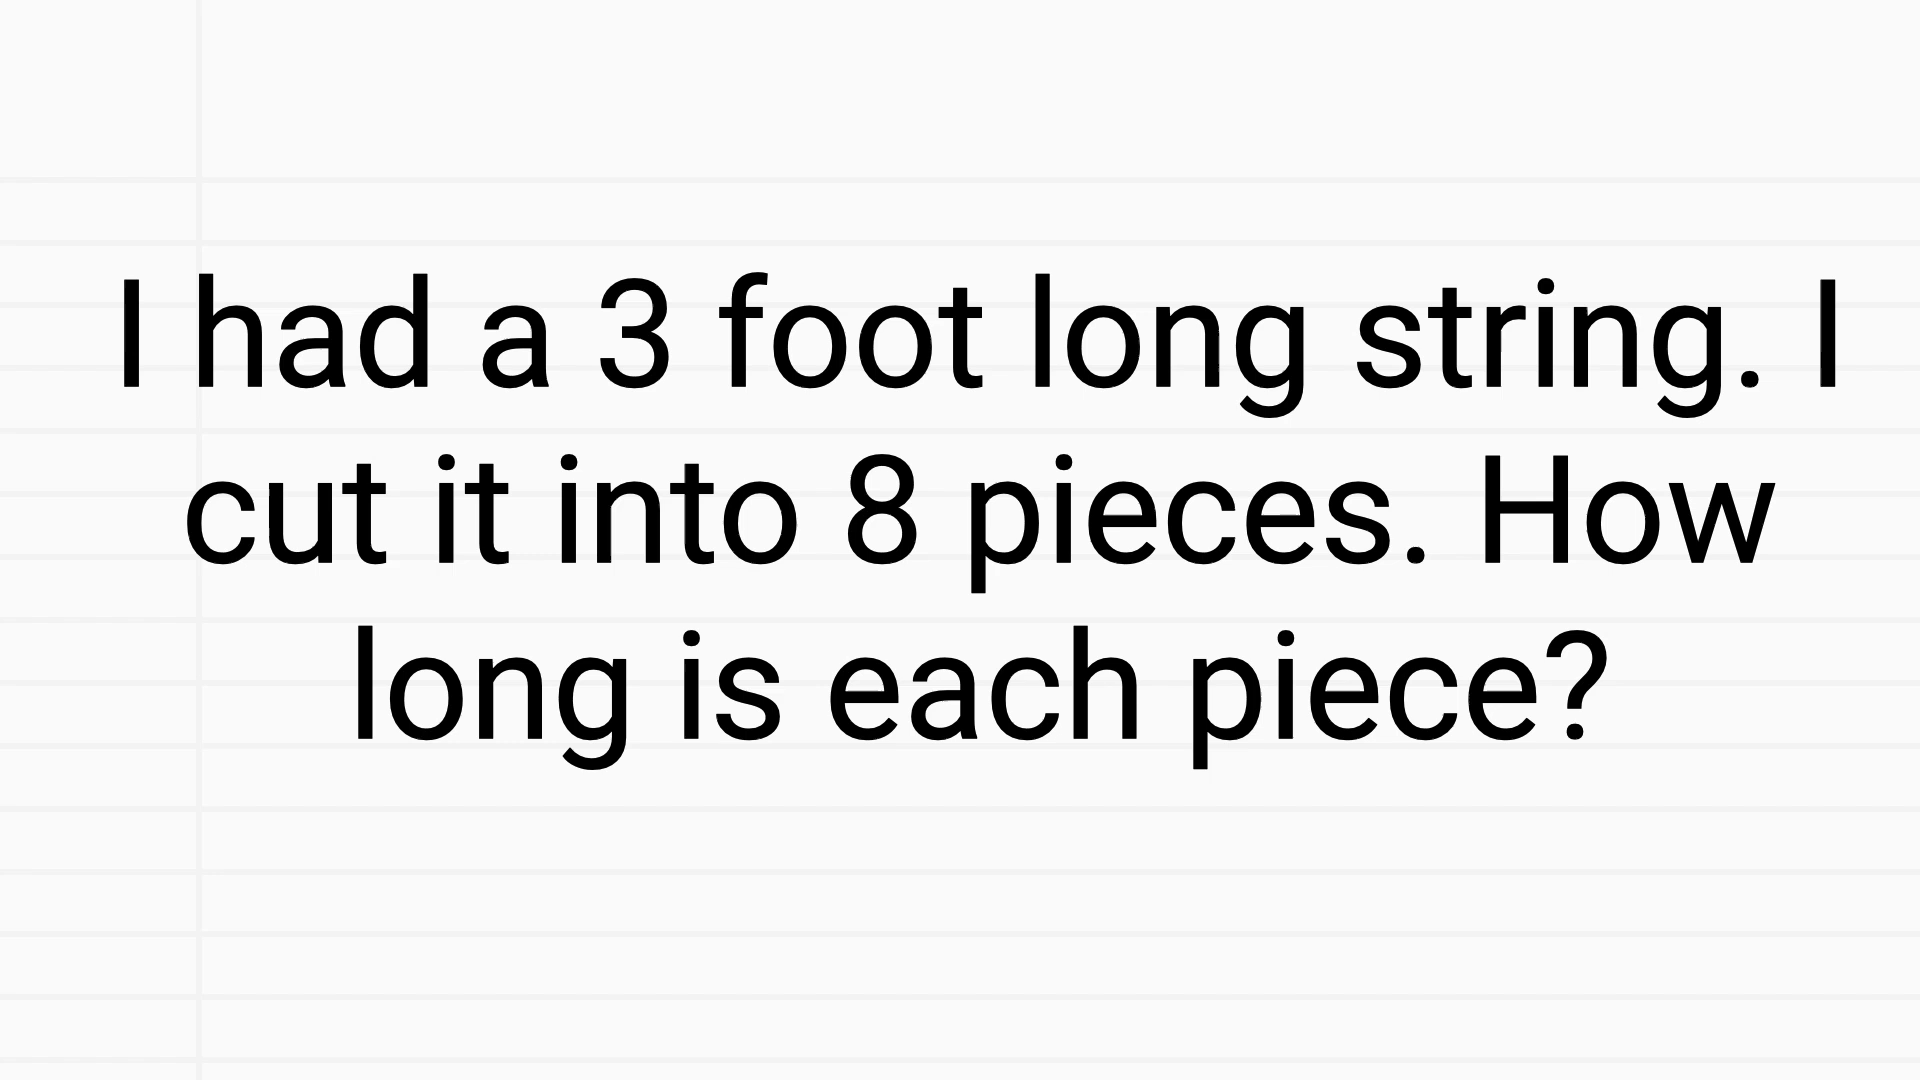 I had a 3 foot long string. I
cut it into 8 pieces. How
long is each piece?